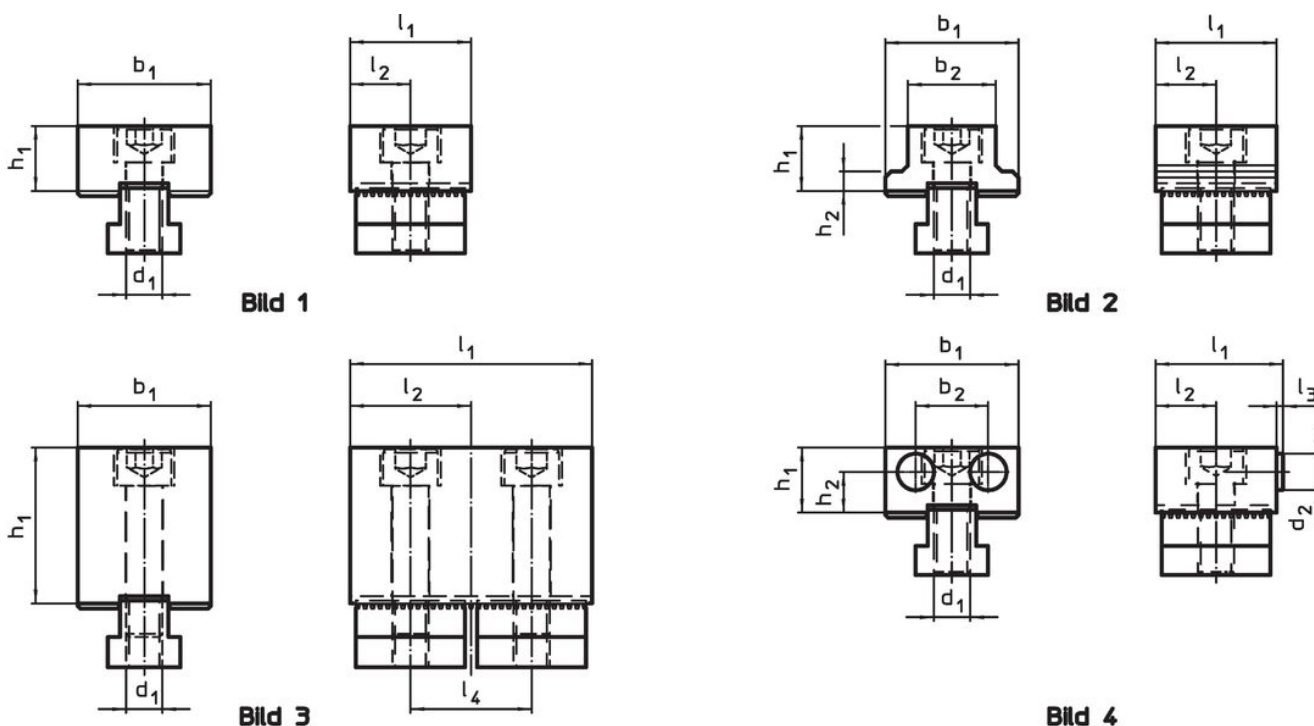 l₁
b₁
l₂
h₁
d₁
Bild 1
b₁
l₁
b₂
l₂
h₁
h₂
d₁
Bild 2
l₁
b₁
l₂
h₁
d₁
l₄
Bild 3
b₁
l₁
b₂
l₂
l₃
h₁
h₂
d₂
d₁
Bild 4